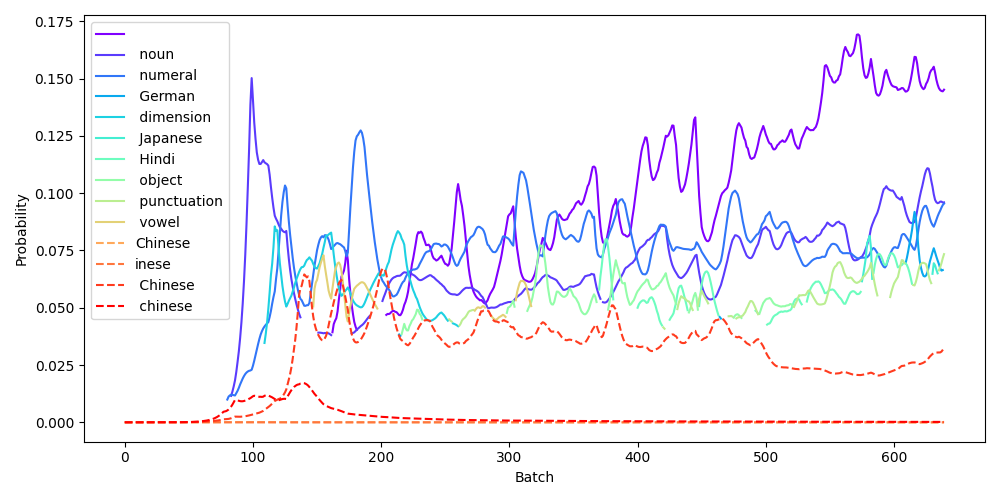 0.175
0.150
0.125
0.100
0.075
0.050
0.025
0.000
Probability
noun
numeral
German
dimension
Japanese
Hindi
object
punctuation
vowel
Chinese
inese
Chinese
chinese
0 100 200 300 400 500 600
Batch